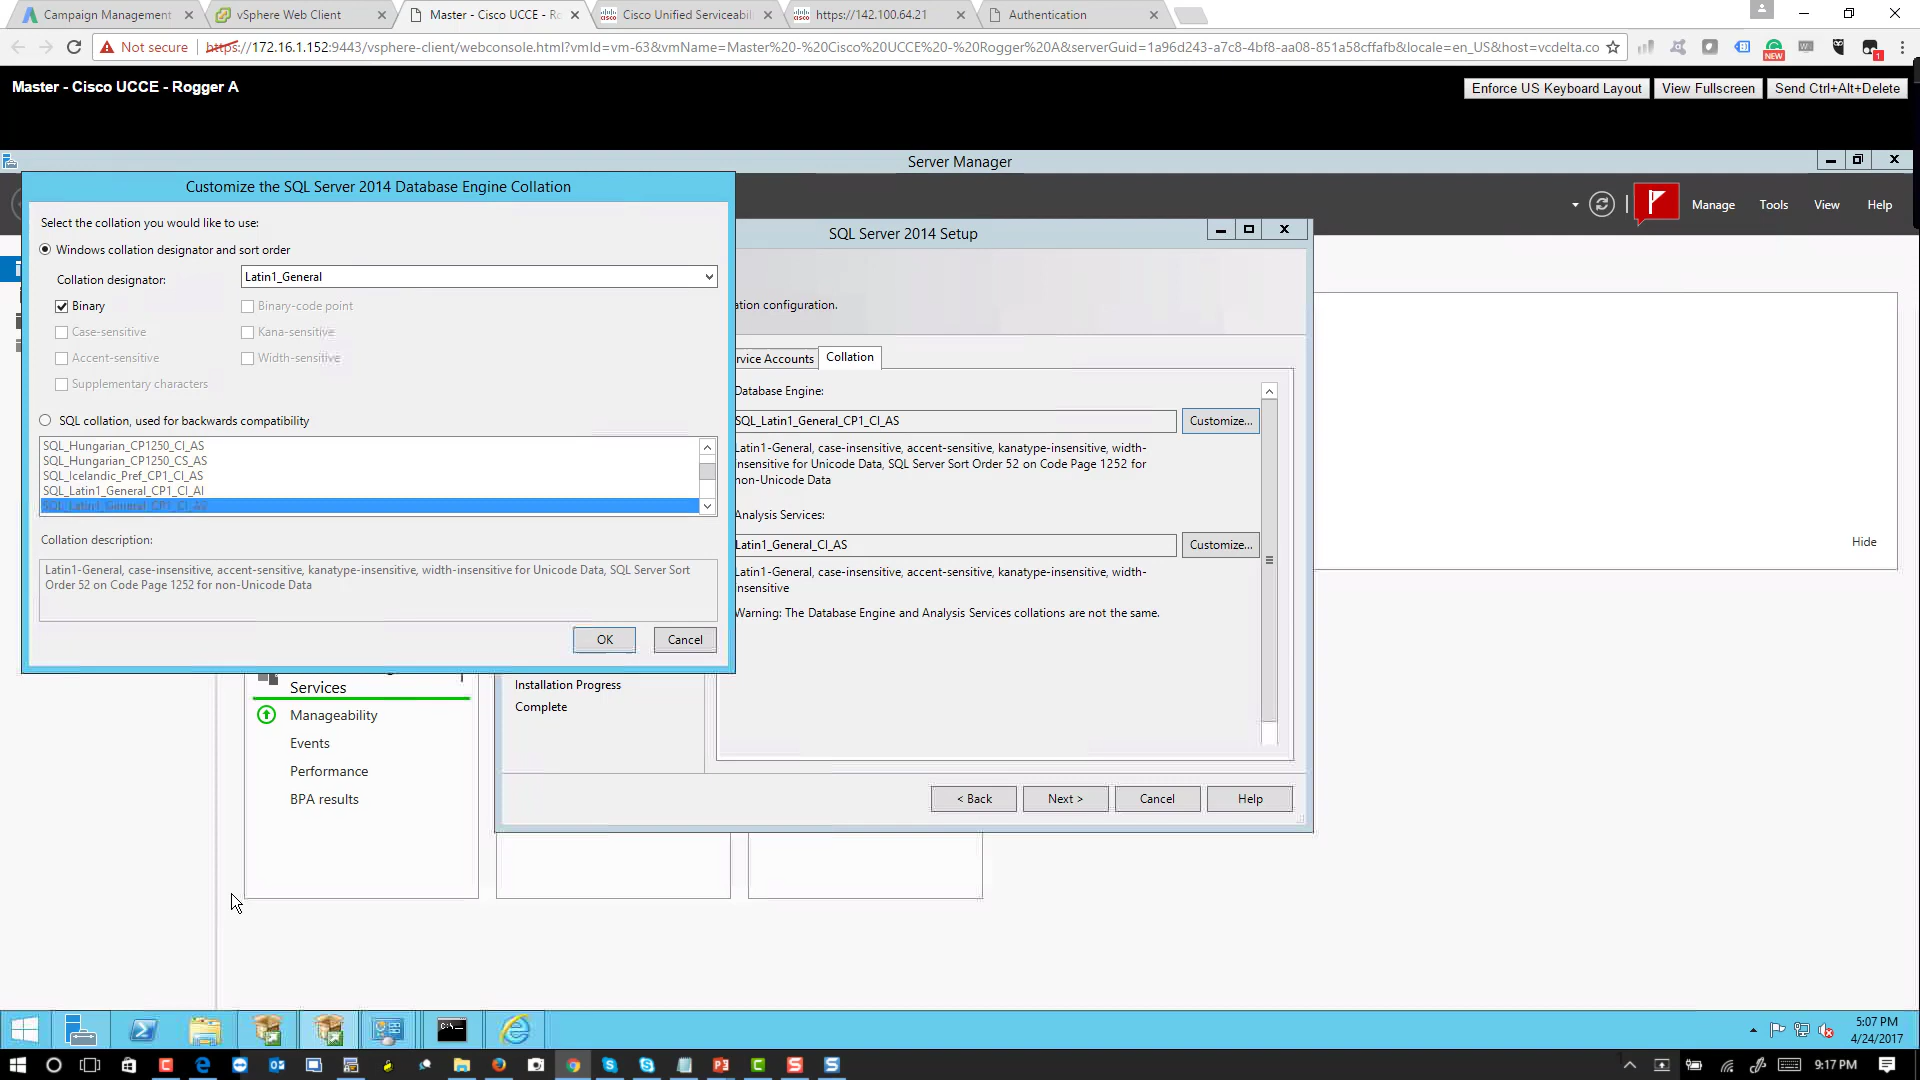 Campaign Management
vSphere Web Client
Master - Cisco UCCE - Ro
Cisco Unified Serviceabil
https://142.100.64.21
Authentication
Not secure
https://172.16.1.152:9443/vsphere-client/webconsole.html?vmId=vm-63&vmName=Master%20-%20Cisco%20UCCE%20-%20Rogger%20A&serverGuid=1a96d243-a7c8-4bf8-aa08-851a58cffafb&locale=en_US&host=vcdelta.co
NEW
1
Master - Cisco UCCE - Rogger A
Enforce US Keyboard Layout
View Fullscreen
Send Ctrl+Alt+Delete
Server Manager
Manage
Tools
View
Help
Customize the SQL Server 2014 Database Engine Collation
Select the collation you would like to use:
Windows collation designator and sort order
Collation designator:
Latin1_General
Binary
Binary-code point
Case-sensitive
Kana-sensitive
Accent-sensitive
Width-sensitive
Supplementary characters
SQL collation, used for backwards compatibility
SQL_Hungarian_CP1250_CI_AS
SQL_Hungarian_CP1250_CS_AS
SQL_Icelandic_Pref_CP1_CI_AS
SQL_Latin1_General_CP1_CI_AI
SQL_Latin1_General_CP1_CI_AS
Collation description:
Latin1-General, case-insensitive, accent-sensitive, kanatype-insensitive, width-insensitive for Unicode Data, SQL Server Sort
Order 52 on Code Page 1252 for non-Unicode Data
OK
Cancel
SQL Server 2014 Setup
ation configuration.
rvice Accounts
Collation
Database Engine:
SQL_Latin1_General_CP1_CI_AS
Customize...
Latin1-General, case-insensitive, accent-sensitive, kanatype-insensitive, width-
insensitive for Unicode Data, SQL Server Sort Order 52 on Code Page 1252 for
non-Unicode Data
Analysis Services:
Latin1_General_CI_AS
Customize...
Latin1-General, case-insensitive, accent-sensitive, kanatype-insensitive, width-
insensitive
Warning: The Database Engine and Analysis Services collations are not the same.
Installation Progress
Complete
< Back
Next >
Cancel
Help
Hide
Services
Manageability
Events
Performance
BPA results
5:07 PM
4/24/2017
9:17 PM